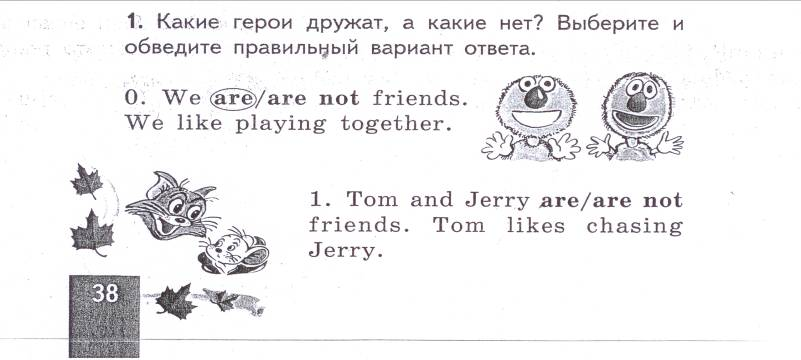 1. Какие герои дружат, а какие нет? Выберите и
обведите правильный вариант ответа.
0. We are/are not friends.
We like playing together.
1. Tom and Jerry are/are not
friends. Tom likes chasing
Jerry.
38